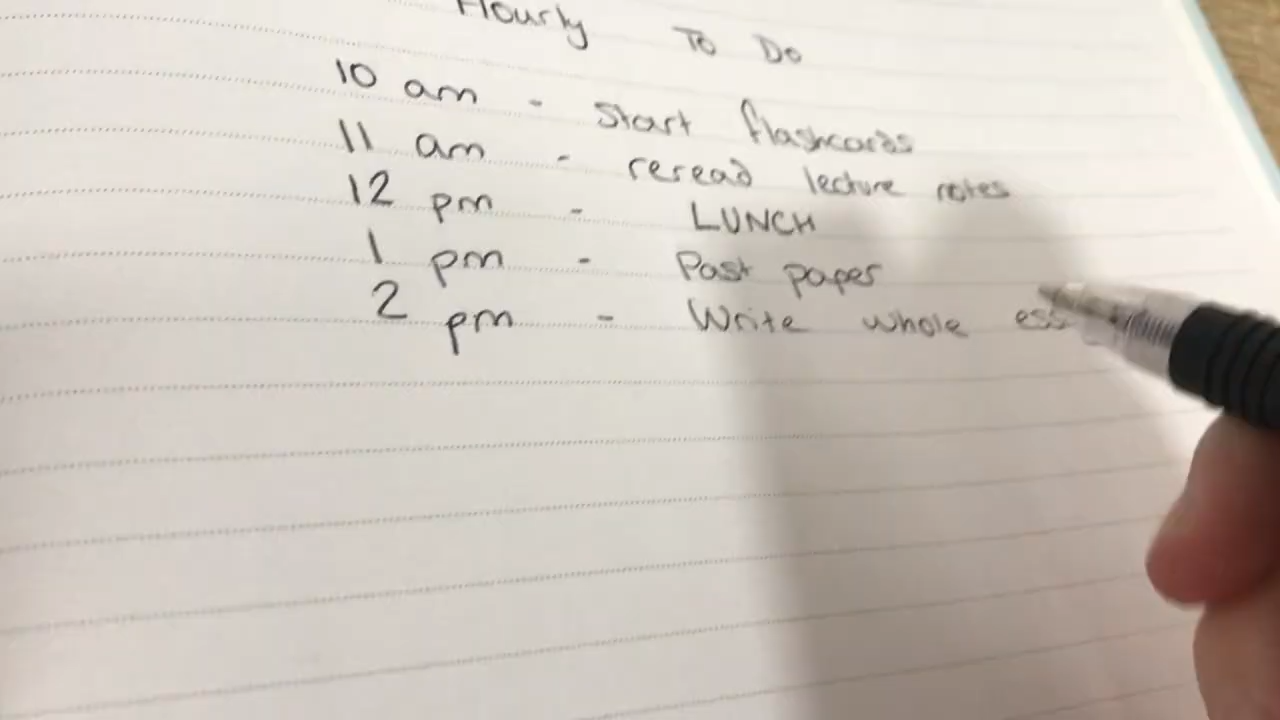 Hourly To Do
10 am - Start flashcards
11 am - reread lecture notes
12 pm - LUNCH
1 pm - Past paper
2 pm - Write whole ess